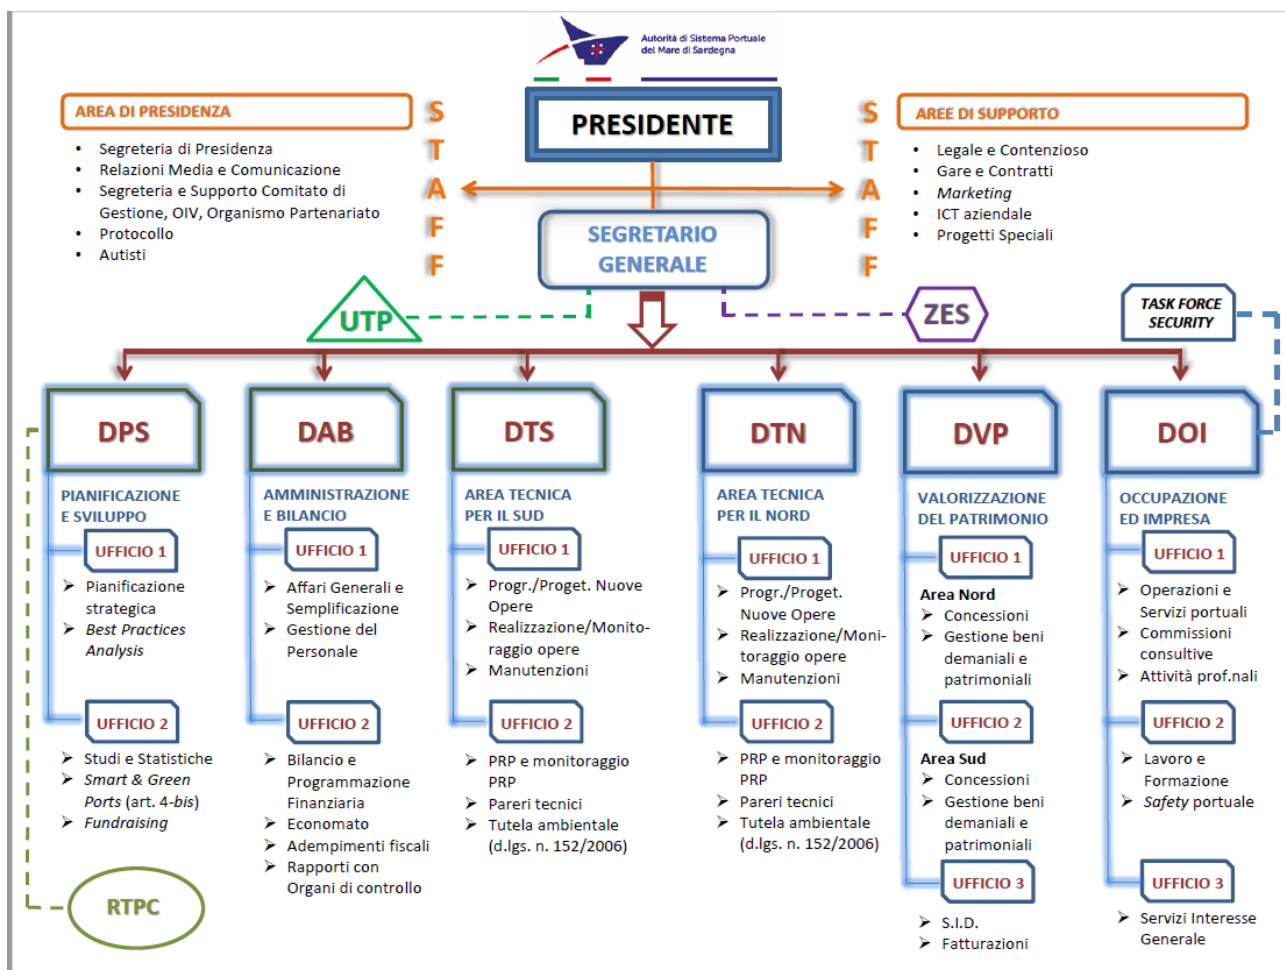 Autorità di Sistema Portuale
del Mare di Sardegna
PRESIDENTE
AREA DI PRESIDENZA
• Segreteria di Presidenza
• Relazioni Media e Comunicazione
• Segreteria e Supporto Comitato di
Gestione, OIV, Organismo Partenariato
• Protocollo
• Autisti
STAFF
STAFF
AREE DI SUPPORTO
• Legale e Contenzioso
• Gare e Contratti
• Marketing
• ICT aziendale
• Progetti Speciali
SEGRETARIO
GENERALE
UTP
ZES
TASK FORCE
SECURITY
DPS
PIANIFICAZIONE
E SVILUPPO
UFFICIO 1
➢ Pianificazione
strategica
➢ Best Practices
Analysis
UFFICIO 2
➢ Studi e Statistiche
➢ Smart & Green
Ports (art. 4-bis)
➢ Fundraising
RTPC
DAB
AMMINISTRAZIONE
E BILANCIO
UFFICIO 1
➢ Affari Generali e
Semplificazione
➢ Gestione del
Personale
UFFICIO 2
➢ Bilancio e
Programmazione
Finanziaria
➢ Economato
➢ Adempimenti fiscali
➢ Rapporti con
Organi di controllo
DTS
AREA TECNICA
PER IL SUD
UFFICIO 1
➢ Progr./Proget. Nuove
Opere
➢ Realizzazione/Monito-
raggio opere
➢ Manutenzioni
UFFICIO 2
➢ PRP e monitoraggio
PRP
➢ Pareri tecnici
➢ Tutela ambientale
(d.lgs. n. 152/2006)
DTN
AREA TECNICA
PER IL NORD
UFFICIO 1
➢ Progr./Proget.
Nuove Opere
➢ Realizzazione/Moni-
toraggio opere
➢ Manutenzioni
UFFICIO 2
➢ PRP e monitoraggio
PRP
➢ Pareri tecnici
➢ Tutela ambientale
(d.lgs. n. 152/2006)
DVP
VALORIZZAZIONE
DEL PATRIMONIO
UFFICIO 1
Area Nord
➢ Concessioni
➢ Gestione beni
demaniali e
patrimoniali
UFFICIO 2
Area Sud
➢ Concessioni
➢ Gestione beni
demaniali e
patrimoniali
UFFICIO 3
➢ S.I.D.
➢ Fatturazioni
DOI
OCCUPAZIONE
ED IMPRESA
UFFICIO 1
➢ Operazioni e
Servizi portuali
➢ Commissioni
consultive
➢ Attività prof.nali
UFFICIO 2
➢ Lavoro e
Formazione
➢ Safety portuale
UFFICIO 3
➢ Servizi Interesse
Generale